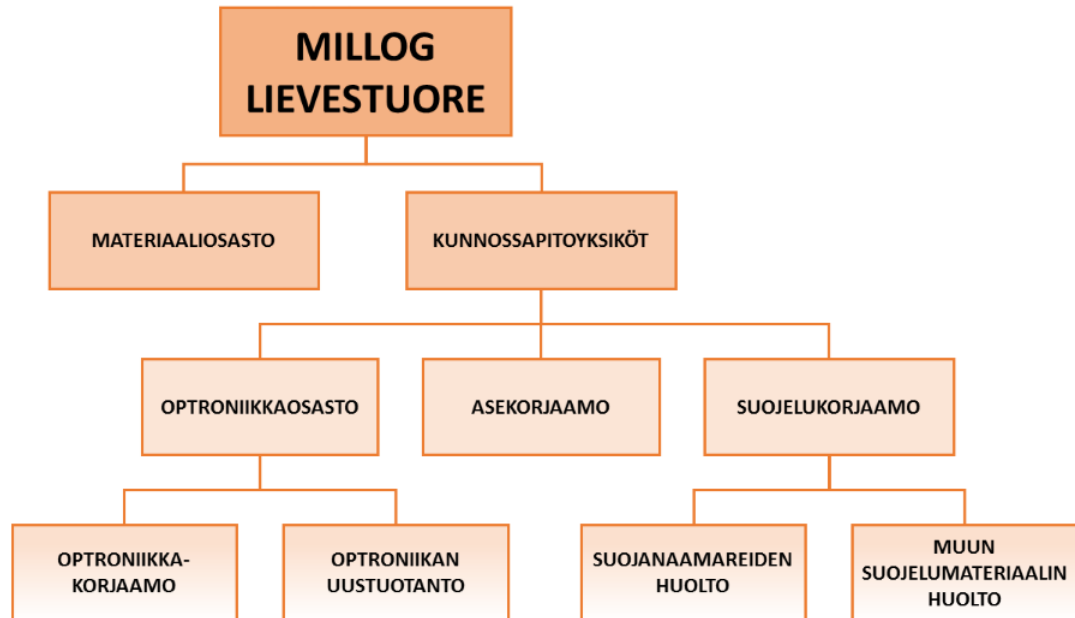 MILLOG
LIEVESTUORE
MATERIAALIOSASTO
KUNNOSSAPITOYKSIKÖT
OPTRONIIKKAOSASTO
ASEKORJAAMO
SUOJELUKORJAAMO
OPTRONIIKKA-
KORJAAMO
OPTRONIIKAN
UUSTUOTANTO
SUOJANAAMAREIDEN
HUOLTO
MUUN
SUOJELUMATERIAALIN
HUOLTO